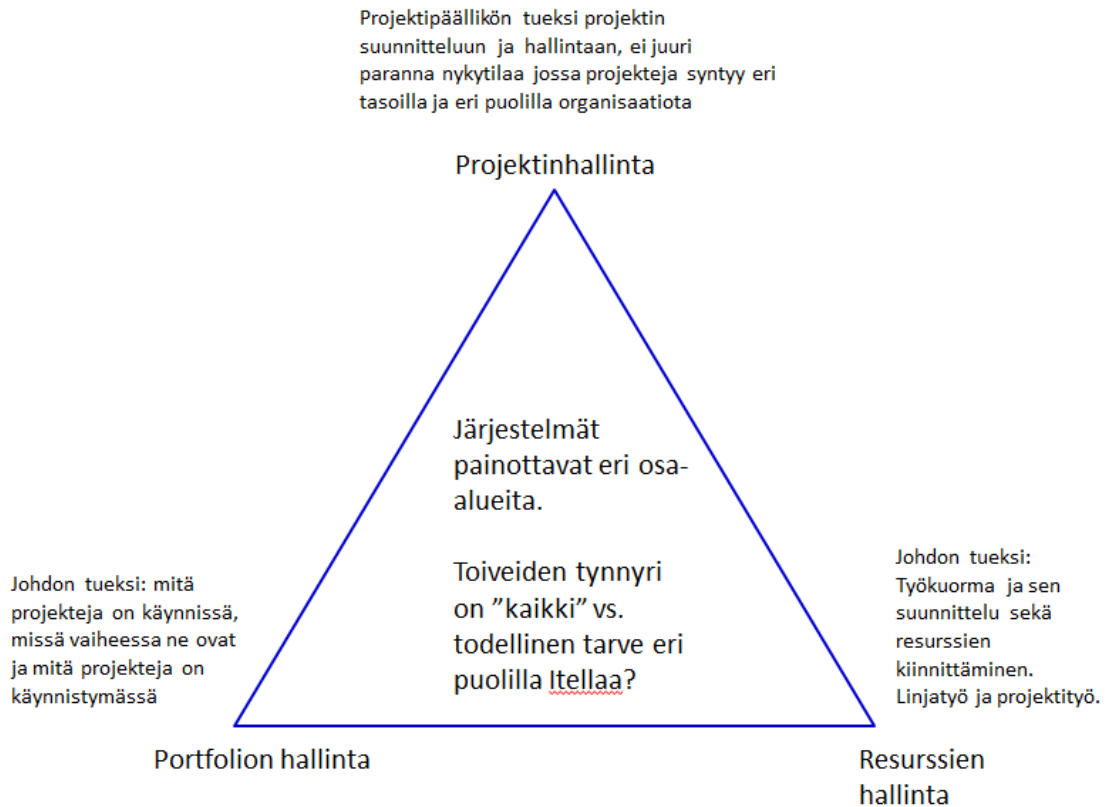 Projektipäällikön tueksi projektin
suunnitteluun ja hallintaan, ei juuri
paranna nykytilaa jossa projekteja syntyy eri
tasoilla ja eri puolilla organisaatiota
Projektinhallinta
Järjestelmät
painottavat eri osa-
alueita.
Toiveiden tynnyri
on ”kaikki” vs.
todellinen tarve eri
puolilla Itellaa?
Johdon tueksi: mitä
projekteja on käynnissä,
missä vaiheessa ne ovat
ja mitä projekteja on
käynnistymässä
Johdon tueksi:
Työkuorma ja sen
suunnittelu sekä
resurssien
kiinnittäminen.
Linjatyö ja projektityö.
Portfolion hallinta
Resurssien
hallinta